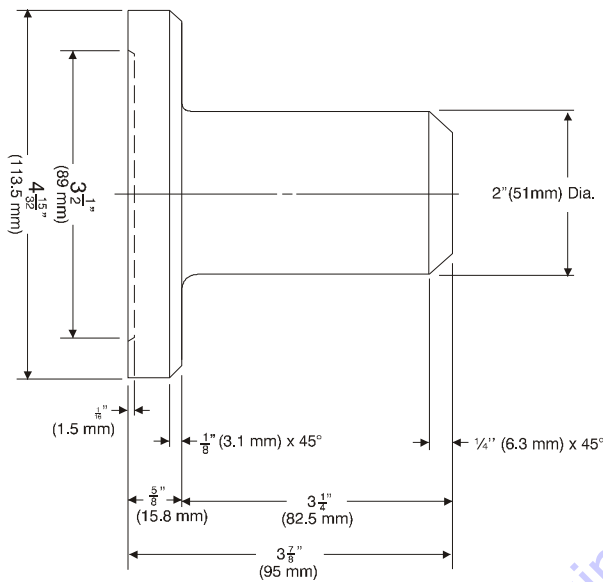 4 15/32"
(113.5 mm)
3 1/2"
(89 mm)
2"(51mm) Dia.
1/16"
(1.5 mm)
1/8" (3.1 mm) x 45°
¼" (6.3 mm) x 45°
5/8"
(15.8 mm)
3 1/4"
(82.5 mm)
3 7/8"
(95 mm)